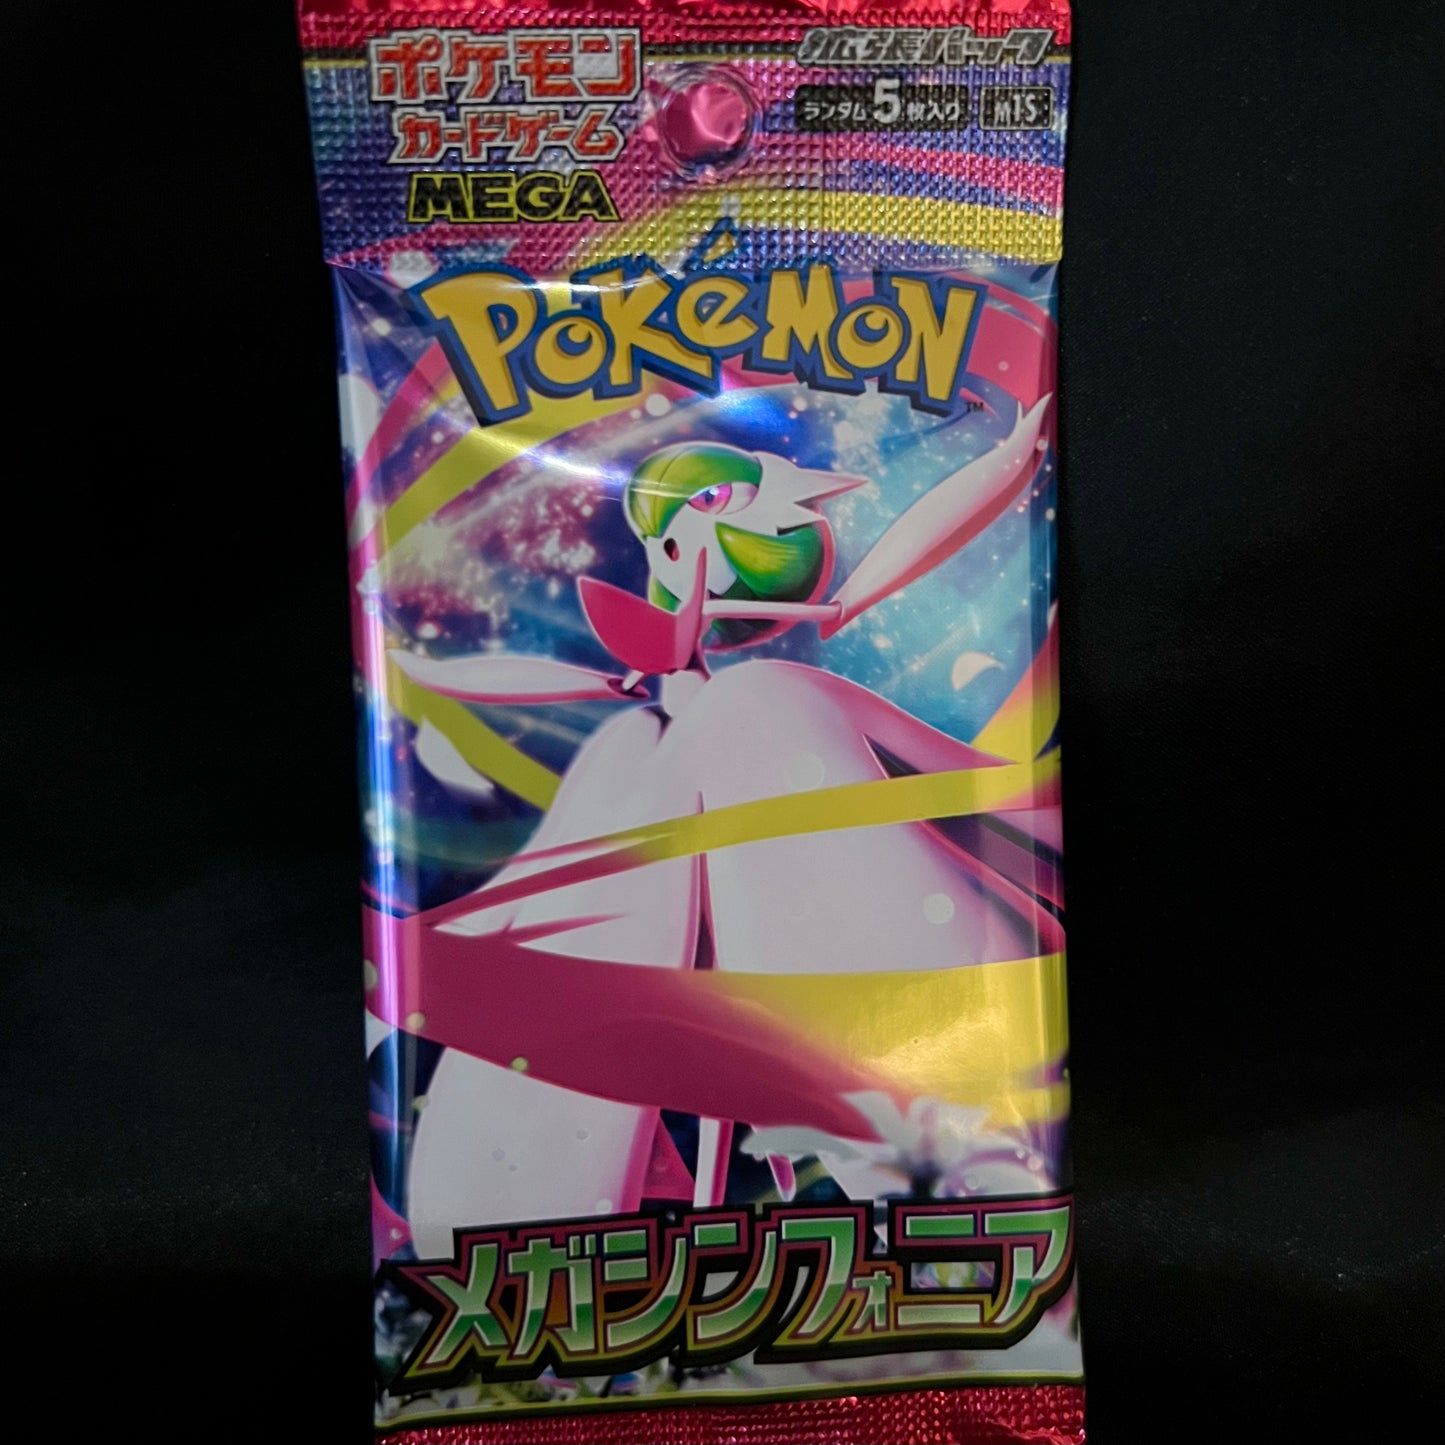 ポケモン
カードゲーム
MEGA
拡張パック
ランダム5枚入り
M1S
POKéMON
TM
メガシンフォニア